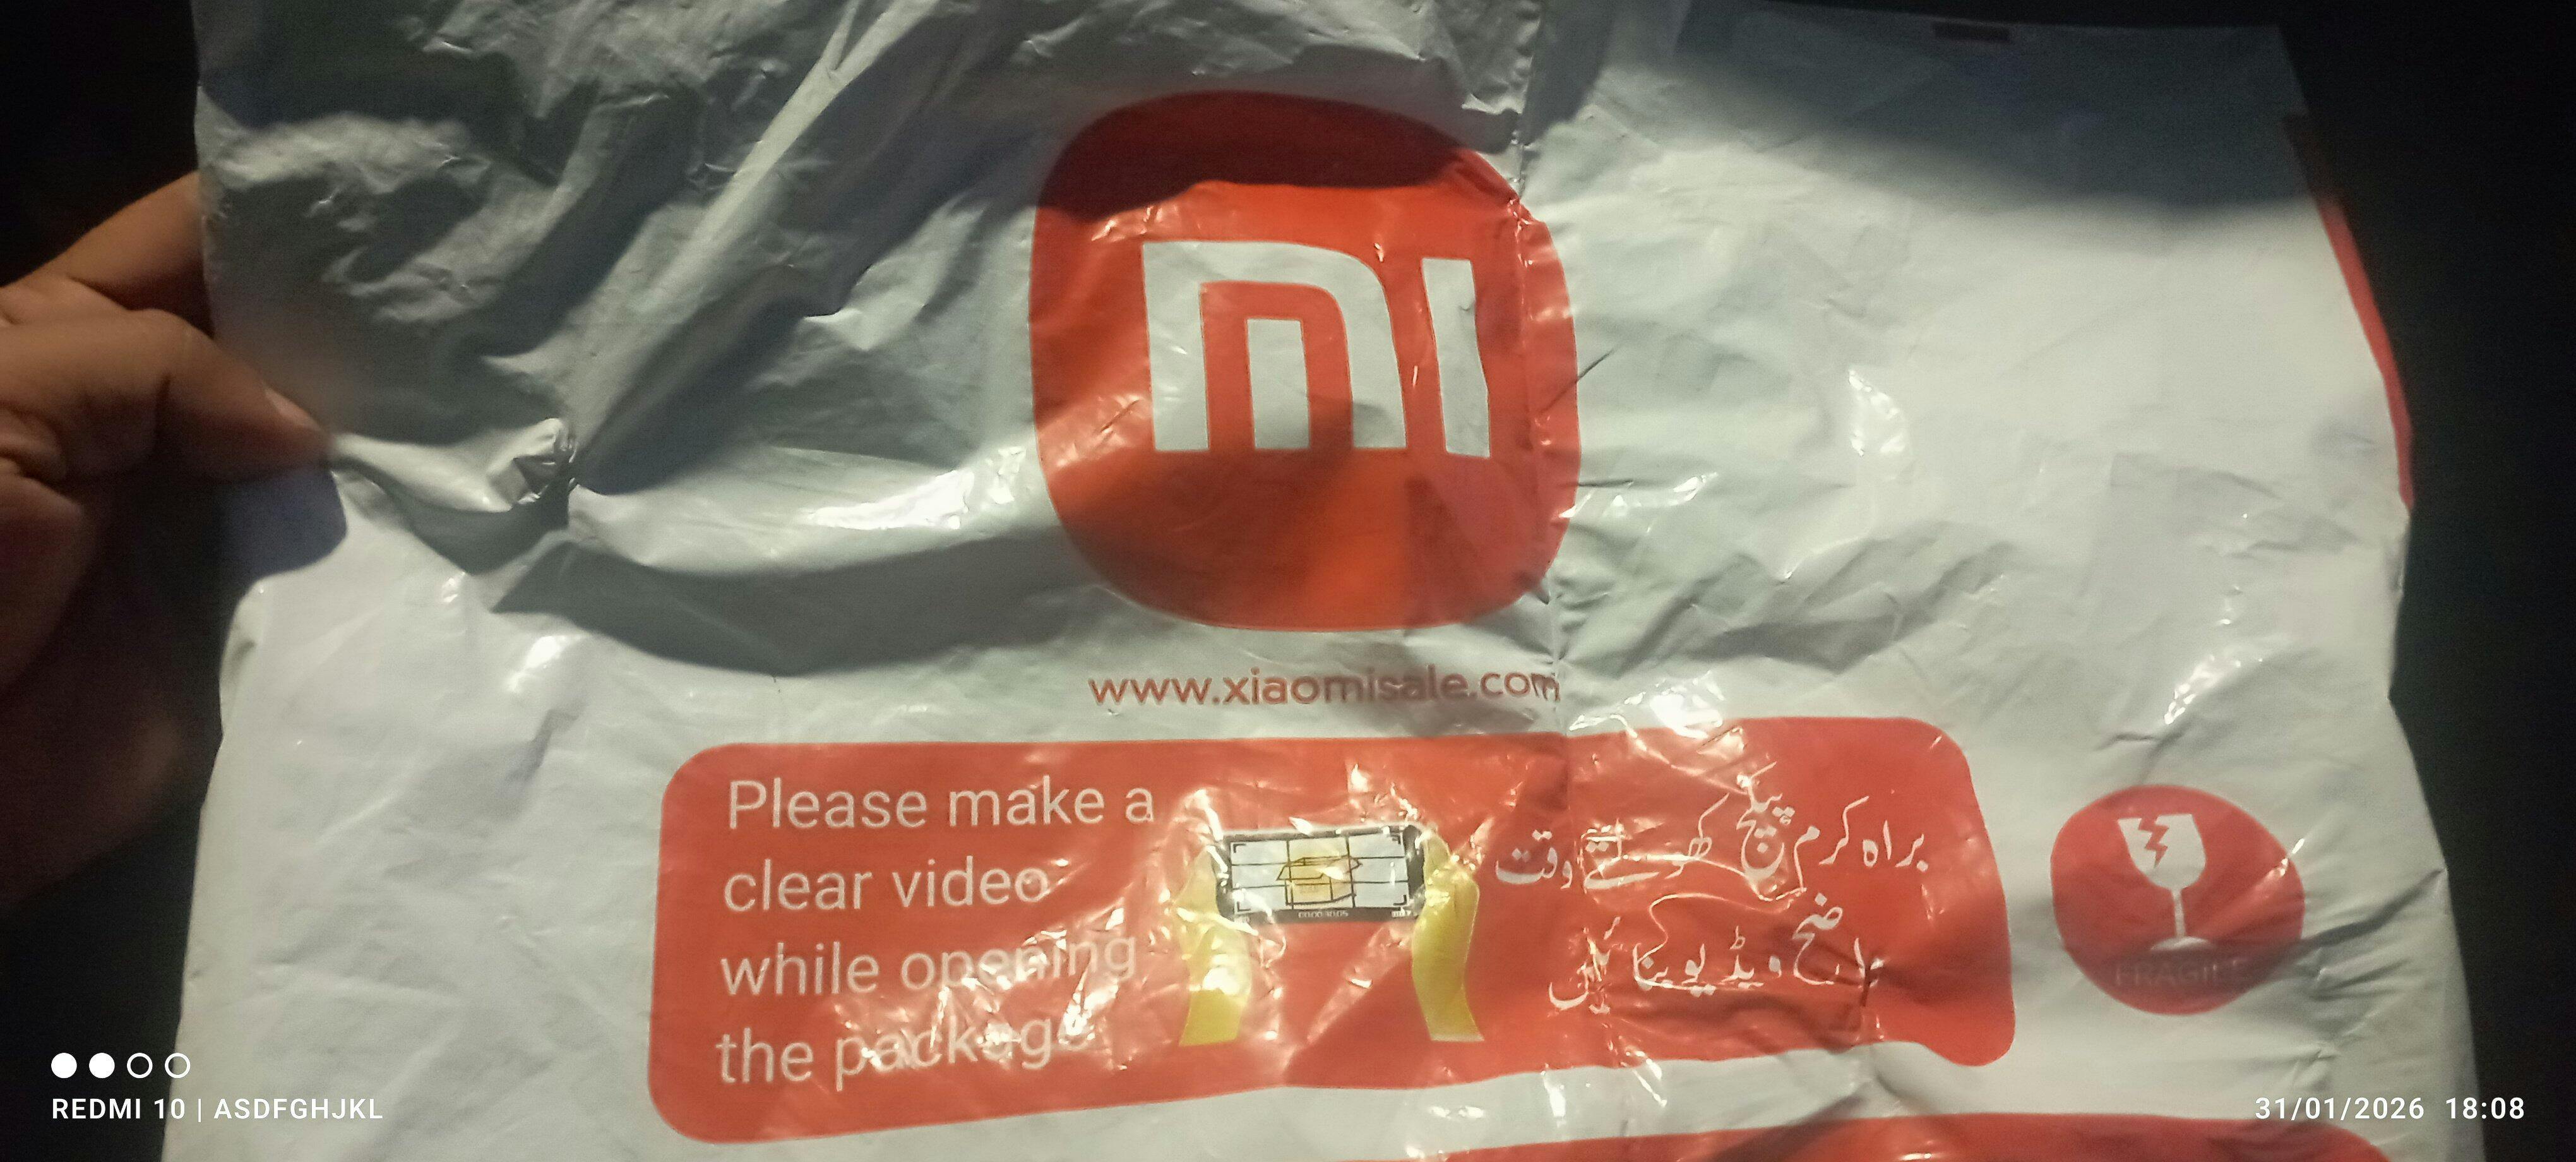 mi
www.xiaomisale.com
Please make a
clear video
while opening
the package
براہ کرم پیکج کھولتے وقت
واضح ویڈیو بنائیں
FRAGILE
REDMI 10 | ASDFGHJKL
31/01/2026 18:08